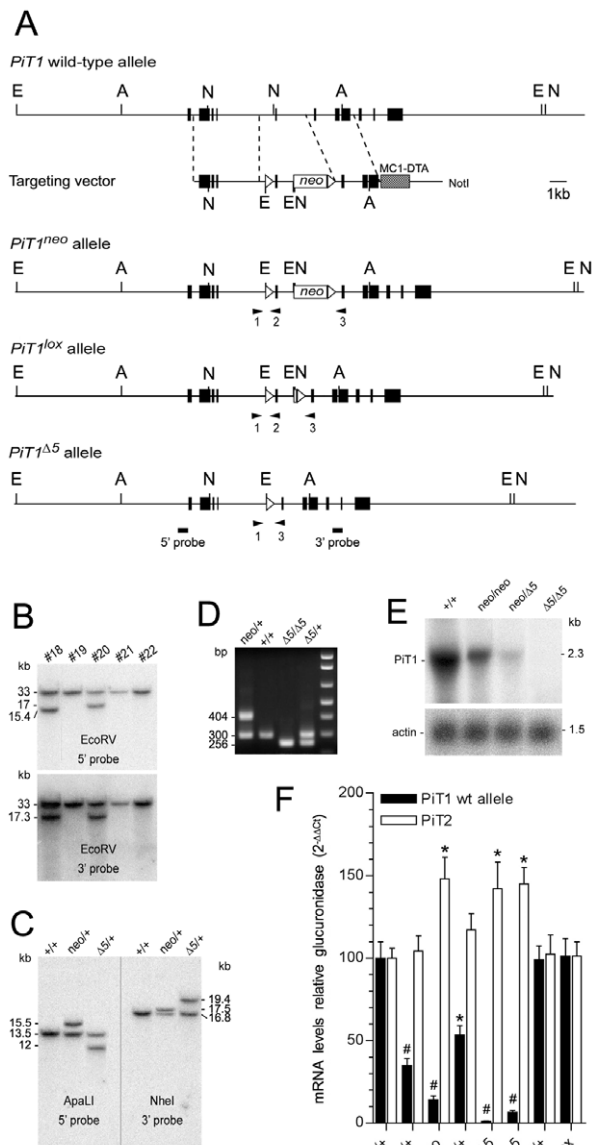 A
PiT1 wild-type allele
E A N N A E N
Targeting vector
MC1-DTA
neo
NotI
N E EN A
1kb
PiT1neo allele
E A N E EN A E N
neo
1 2 3
PiT1lox allele
E A N E EN A E N
1 2 3
PiT1Δ5 allele
E A N E A E N
5' probe 1 3 3' probe
B
kb
#18 #19 #20 #21 #22
33
17
15.4
EcoRV
5' probe
kb
33
17.3
EcoRV
3' probe
C
+/+ neo/+ Δ5/+ +/+ neo/+ Δ5/+
kb kb
15.5
13.5
12
19.4
17.5
16.8
ApaLI
5' probe
NheI
3' probe
D
neo/+ +/+ Δ5/Δ5 Δ5/+
bp
404
300
256
E
+/+ neo/neo neo/Δ5 Δ5/Δ5
kb
PiT1 2.3
actin 1.5
F
PiT1 wt allele
PiT2
mRNA levels relative glucuronidase (2-ΔΔCt)
200
150
100
50
0
# # * * # * # *